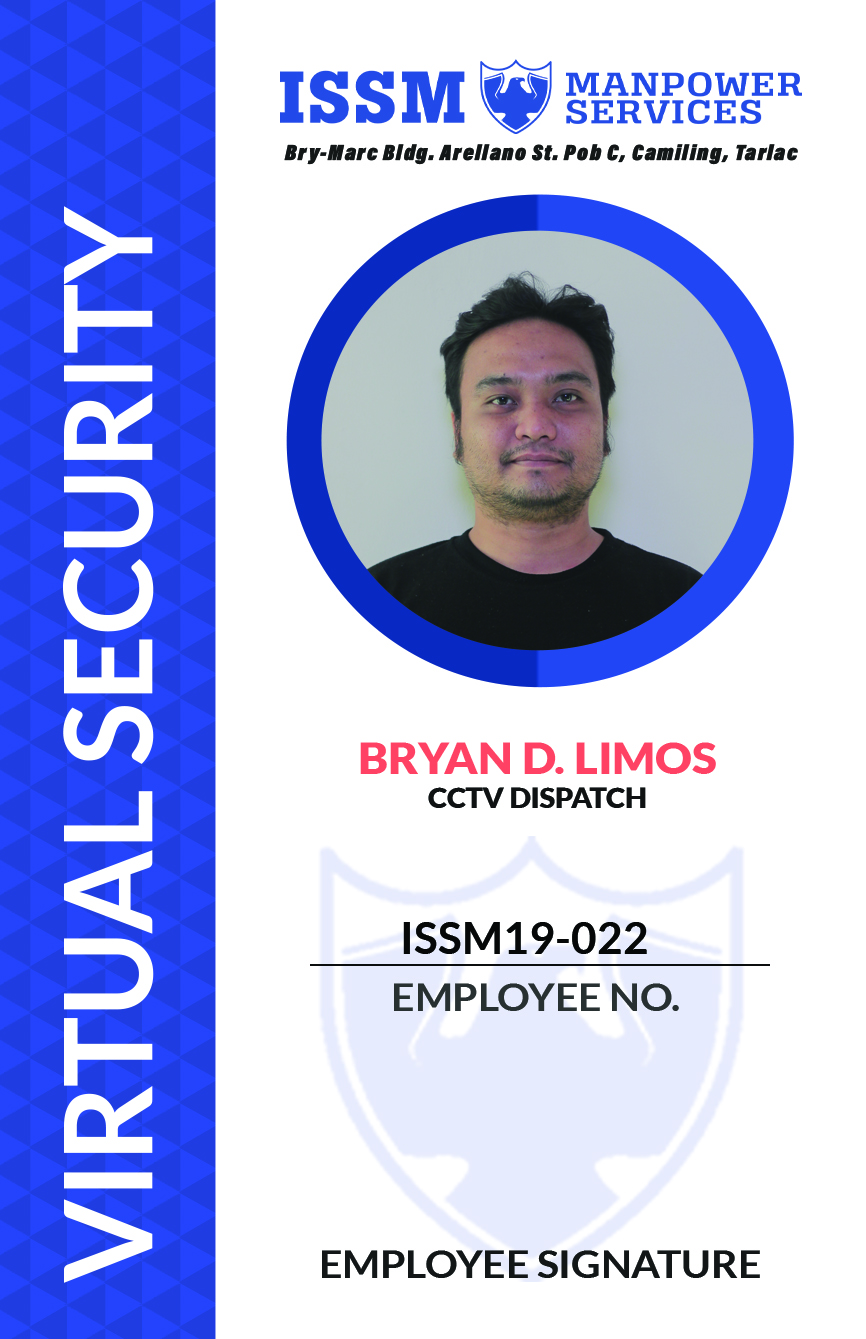 VIRTUAL SECURITY
ISSM MANPOWER
SERVICES
Bry-Marc Bldg. Arellano St. Pob C, Camiling, Tarlac
BRYAN D. LIMOS
CCTV DISPATCH
ISSM19-022
EMPLOYEE NO.
EMPLOYEE SIGNATURE